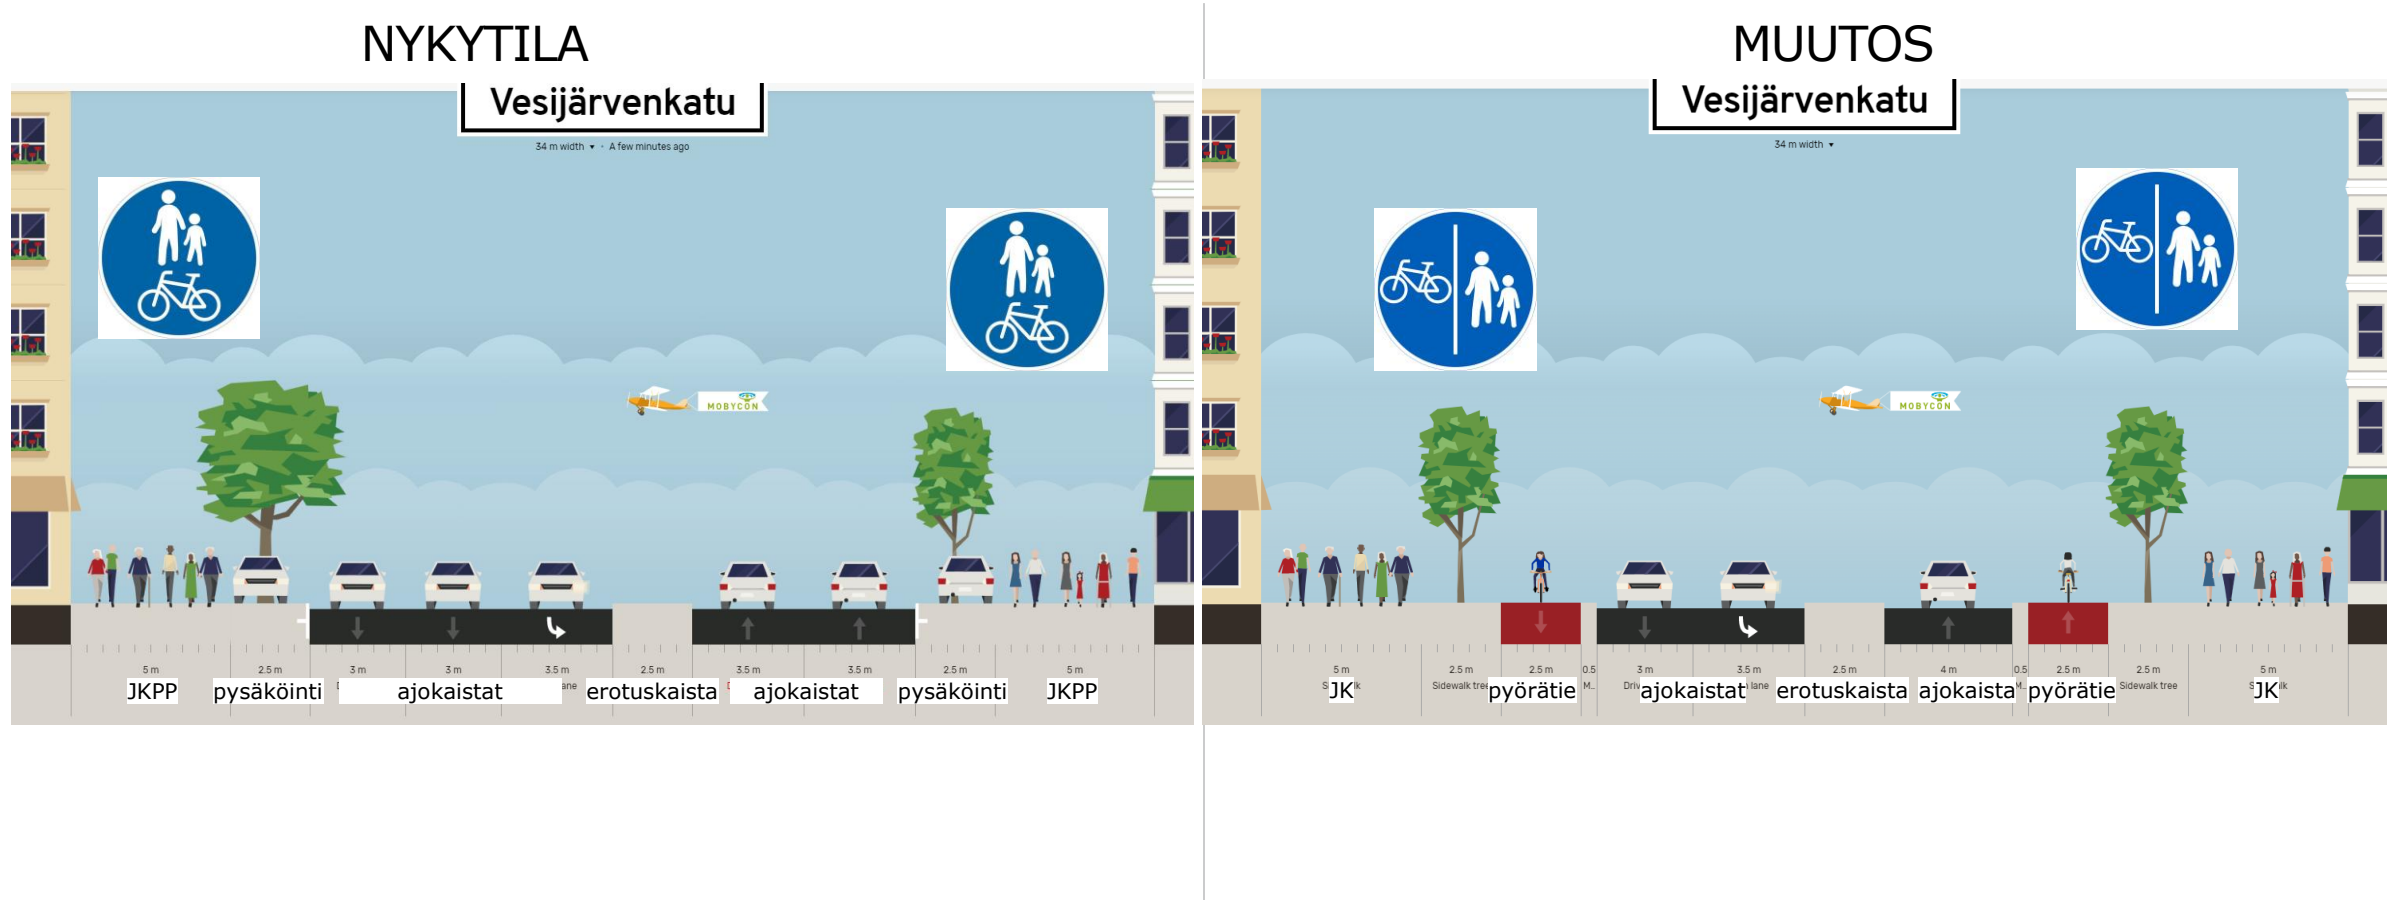 NYKYTILA
Vesijärvenkatu
34 m width ▾ · A few minutes ago
MOBYCON
5 m 2.5 m 3 m 3 m 3.5 m 2.5 m 3.5 m 3.5 m 2.5 m 5 m
JKPP pysäköinti ajokaistat ane erotuskaista ajokaistat pysäköinti JKPP
MUUTOS
Vesijärvenkatu
34 m width ▾
MOBYCON
5 m 2.5 m 2.5 m 0.5 3 m 3.5 m 2.5 m 4 m 0.5 2.5 m 2.5 m 5 m
JK Sidewalk tree pyörätie M... ajokaistat lane erotuskaista ajokaista M... pyörätie Sidewalk tree JK